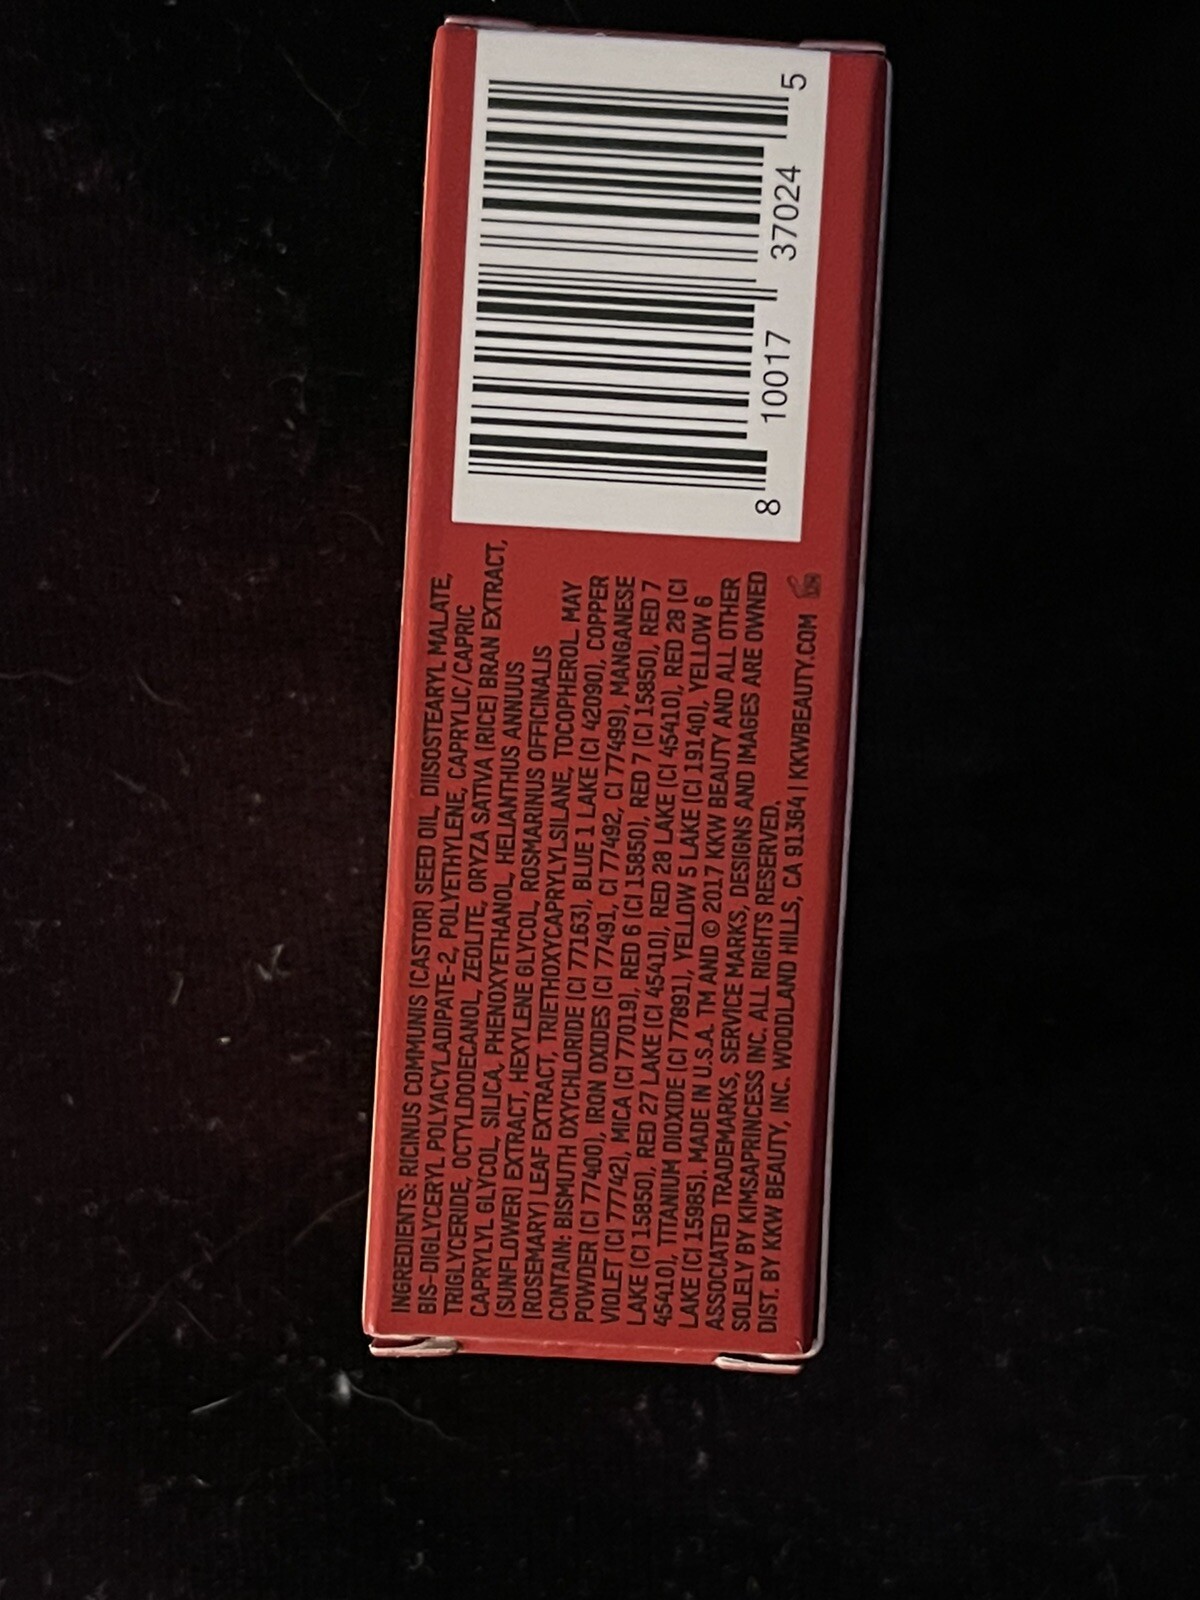 INGREDIENTS: RICINUS COMMUNIS (CASTOR) SEED OIL, DIISOSTEARYL MALATE,
BIS-DIGLYCERYL POLYACYLADIPATE-2, POLYETHYLENE, CAPRYLIC/CAPRIC
TRIGLYCERIDE, OCTYLDODECANOL, ZEOLITE, ORYZA SATIVA (RICE) BRAN EXTRACT,
CAPRYLYL GLYCOL, SILICA, PHENOXYETHANOL, HELIANTHUS ANNUUS
(SUNFLOWER) EXTRACT, HEXYLENE GLYCOL, ROSMARINUS OFFICINALIS
(ROSEMARY) LEAF EXTRACT, TRIETHOXYCAPRYLYLSILANE, TOCOPHEROL. MAY
CONTAIN: BISMUTH OXYCHLORIDE (CI 77163), BLUE 1 LAKE (CI 42090), COPPER
POWDER (CI 77400), IRON OXIDES (CI 77491, CI 77492, CI 77499), MANGANESE
VIOLET (CI 77742), MICA (CI 77019), RED 6 (CI 15850), RED 7 (CI 15850), RED 7
LAKE (CI 15850), RED 27 LAKE (CI 45410), RED 28 LAKE (CI 45410), RED 28 (CI
45410), TITANIUM DIOXIDE (CI 77891), YELLOW 5 LAKE (CI 19140), YELLOW 6
LAKE (CI 15985). MADE IN U.S.A. TM AND © 2017 KKW BEAUTY AND ALL OTHER
ASSOCIATED TRADEMARKS, SERVICE MARKS, DESIGNS AND IMAGES ARE OWNED
SOLELY BY KIMSAPRINCESS INC. ALL RIGHTS RESERVED.
DIST. BY KKW BEAUTY, INC. WOODLAND HILLS, CA 91364 | KKWBEAUTY.COM
8 10017 37024 5